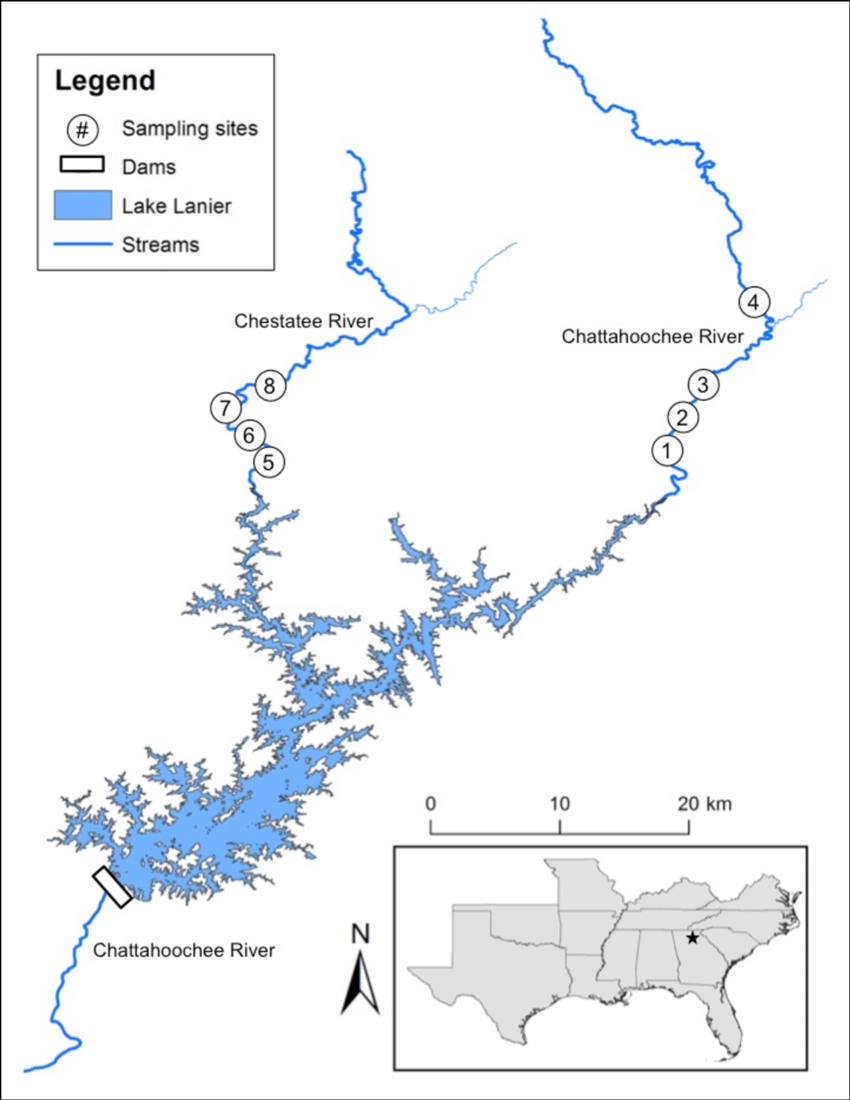 Legend
# Sampling sites
Dams
Lake Lanier
Streams
Chestatee River
Chattahoochee River
4
3
2
1
8
7
6
5
0 10 20 km
N
Chattahoochee River